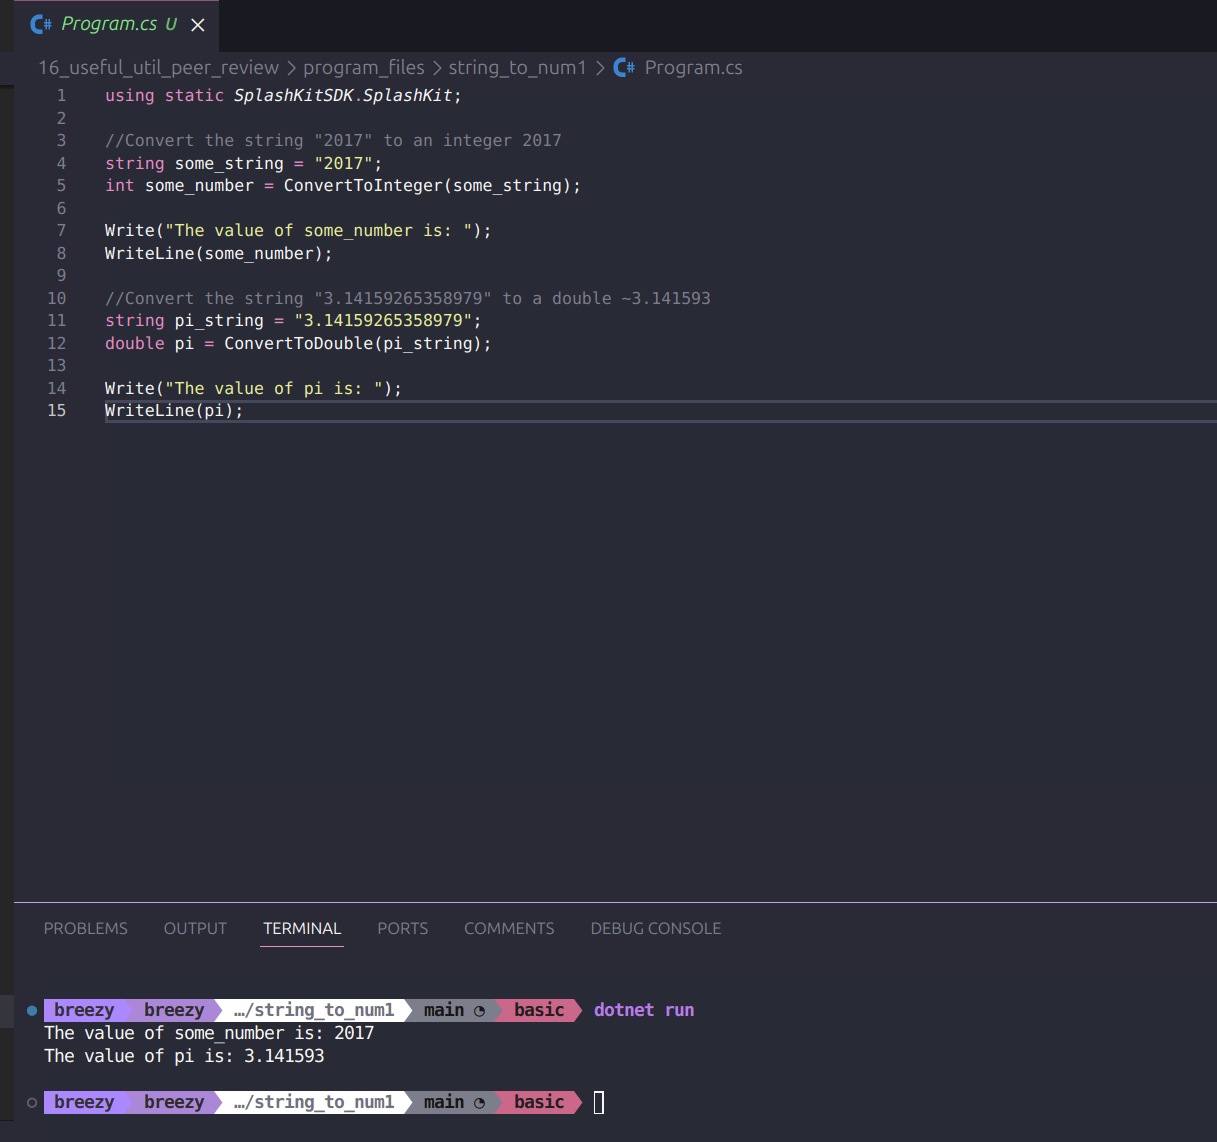 Program.cs U
16_useful_util_peer_review > program_files > string_to_num1 > C# Program.cs
1 using static SplashKitSDK.SplashKit;
2
3 //Convert the string "2017" to an integer 2017
4 string some_string = "2017";
5 int some_number = ConvertToInteger(some_string);
6
7 Write("The value of some_number is: ");
8 WriteLine(some_number);
9
10 //Convert the string "3.14159265358979" to a double ~3.141593
11 string pi_string = "3.14159265358979";
12 double pi = ConvertToDouble(pi_string);
13
14 Write("The value of pi is: ");
15 WriteLine(pi);
PROBLEMS OUTPUT TERMINAL PORTS COMMENTS DEBUG CONSOLE
breezy breezy …/string_to_num1 main basic dotnet run
The value of some_number is: 2017
The value of pi is: 3.141593
breezy breezy …/string_to_num1 main basic